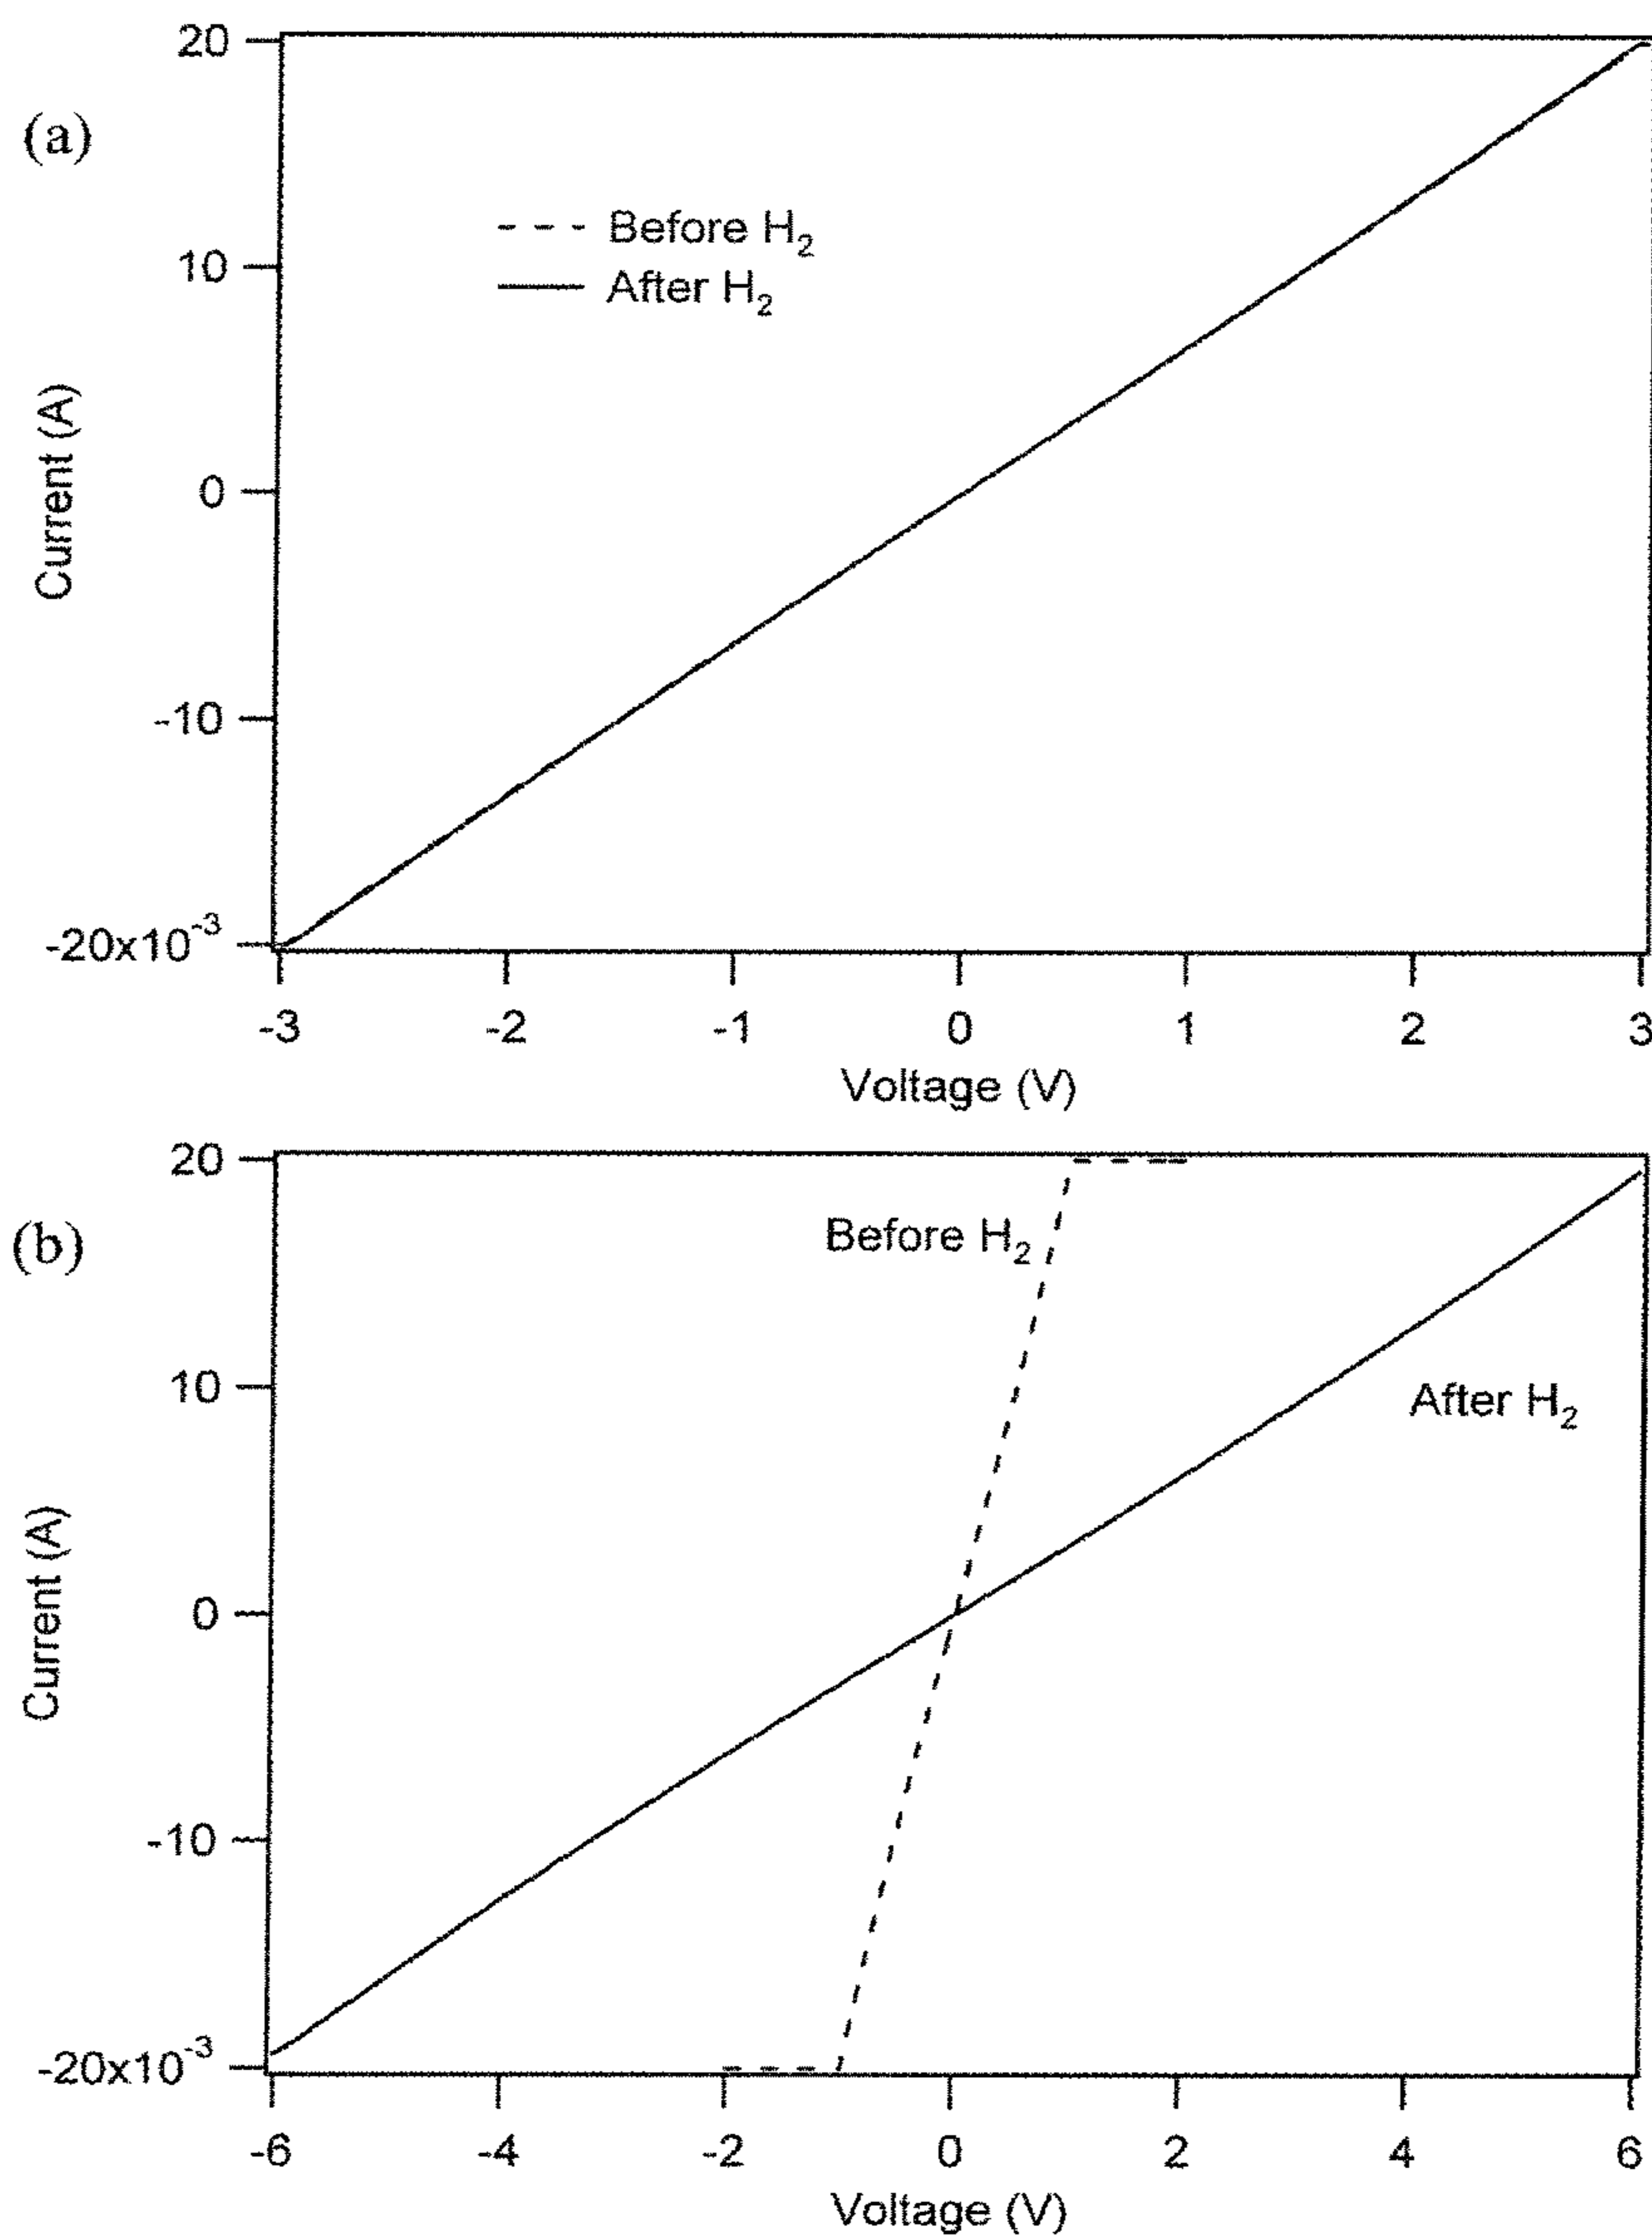 (a)
20
10
0
-10
-20x10⁻³
Current (A)
Before H₂
After H₂
-3 -2 -1 0 1 2 3
Voltage (V)
(b)
20
10
0
-10
-20x10⁻³
Current (A)
Before H₂
After H₂
-6 -4 -2 0 2 4 6
Voltage (V)